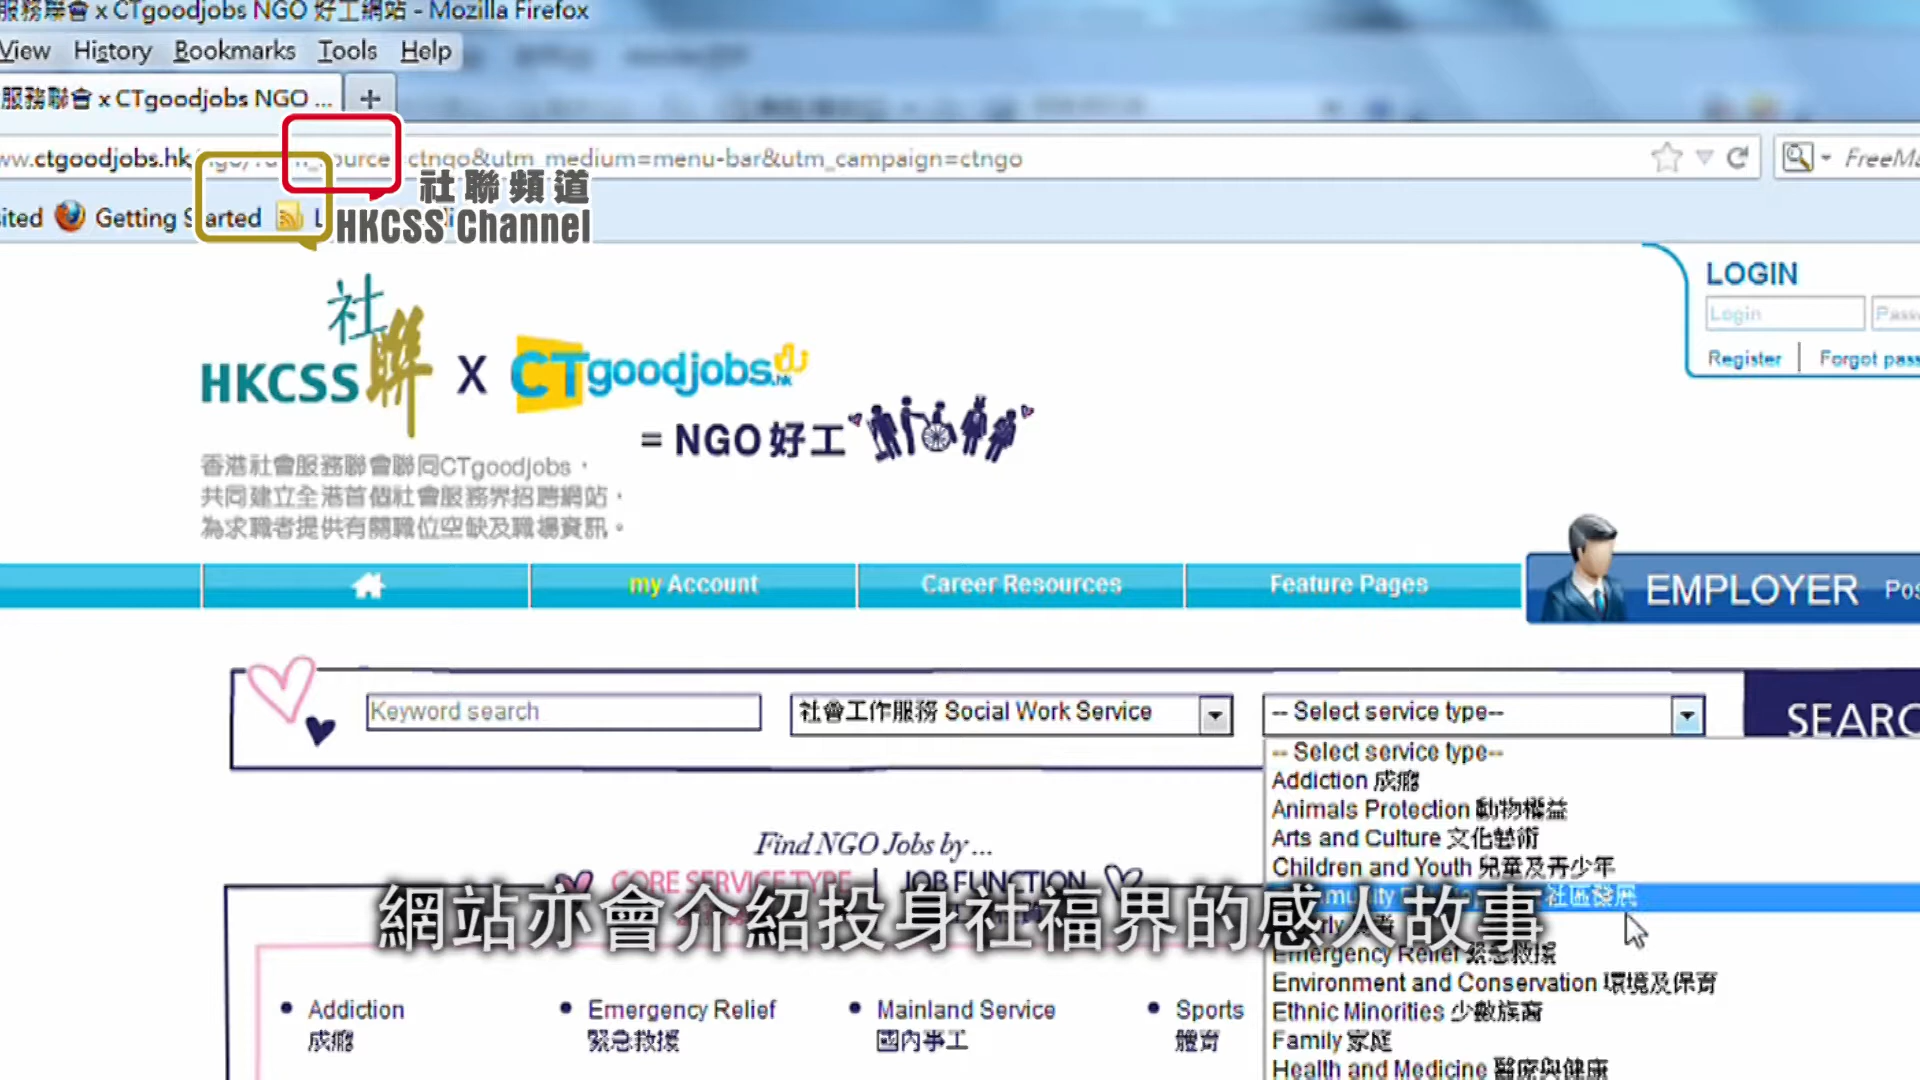 服務聯會 x CTgoodjobs NGO 好工網站 - Mozilla Firefox
View History Bookmarks Tools Help
服務聯會 x CTgoodjobs NGO ...
ctgoodjobs.hk
ctngo&utm_medium=menu-bar&utm_campaign=ctngo
社聯頻道
Getting Started
HKCSS Channel
社聯
HKCSS X CTgoodjobs.hk
= NGO 好工
香港社會服務聯會聯同CTgoodjobs，
共同建立全港首個社會服務界招聘網站，
為求職者提供有關職位空缺及職場資訊。
LOGIN
Login
Register
Forgot
my Account
Career Resources
Feature Pages
EMPLOYER
Keyword search
社會工作服務 Social Work Service
-- Select service type--
-- Select service type--
Addiction 成癮
Animals Protection 動物權益
Arts and Culture 文化藝術
Children and Youth 兒童及青少年
社區發展
Emergency Relief 緊急救援
Environment and Conservation 環境及保育
Ethnic Minorities 少數族裔
Family 家庭
Health and Medicine 醫療與健康
Find NGO Jobs by ...
CORE SERVICE TYPE | JOB FUNCTION
網站亦會介紹投身社福界的感人故事
Addiction
成癮
Emergency Relief
緊急救援
Mainland Service
國內事工
Sports
體育